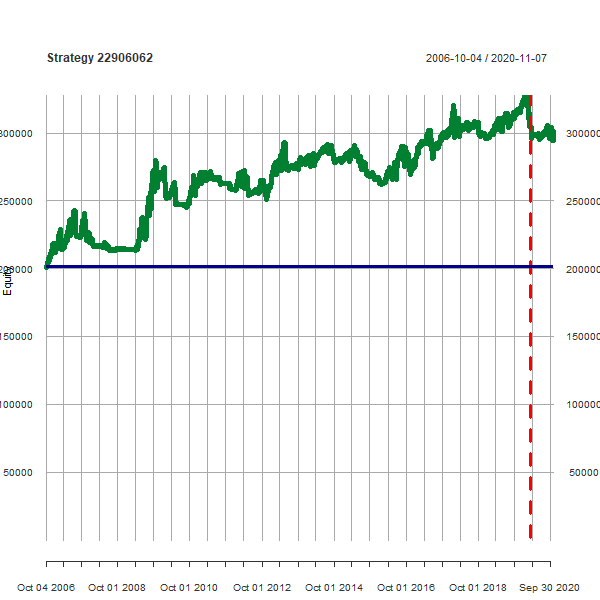 Strategy 22906062 2006-10-04 / 2020-11-07
300000 300000
250000 250000
200000 200000
Equity
150000 150000
100000 100000
50000 50000
Oct 04 2006 Oct 01 2008 Oct 01 2010 Oct 01 2012 Oct 01 2014 Oct 01 2016 Oct 01 2018 Sep 30 2020